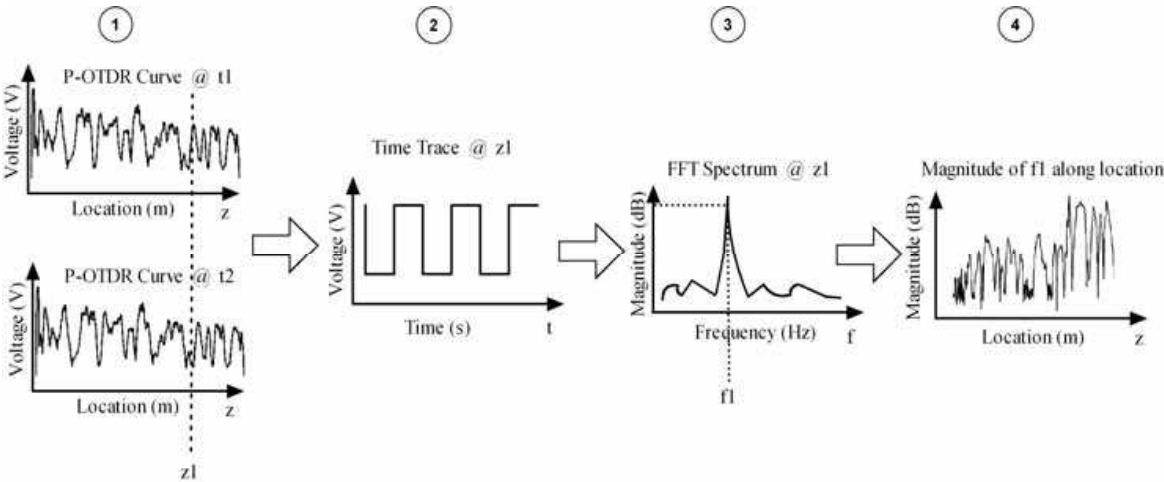 1
P-OTDR Curve @ t1
Voltage (V)
Location (m)
z
P-OTDR Curve @ t2
Voltage (V)
Location (m)
z
z1
2
Time Trace @ z1
Voltage (V)
Time (s)
t
3
FFT Spectrum @ z1
Magnitude (dB)
Frequency (Hz)
f
f1
4
Magnitude of f1 along location
Magnitude (dB)
Location (m)
z